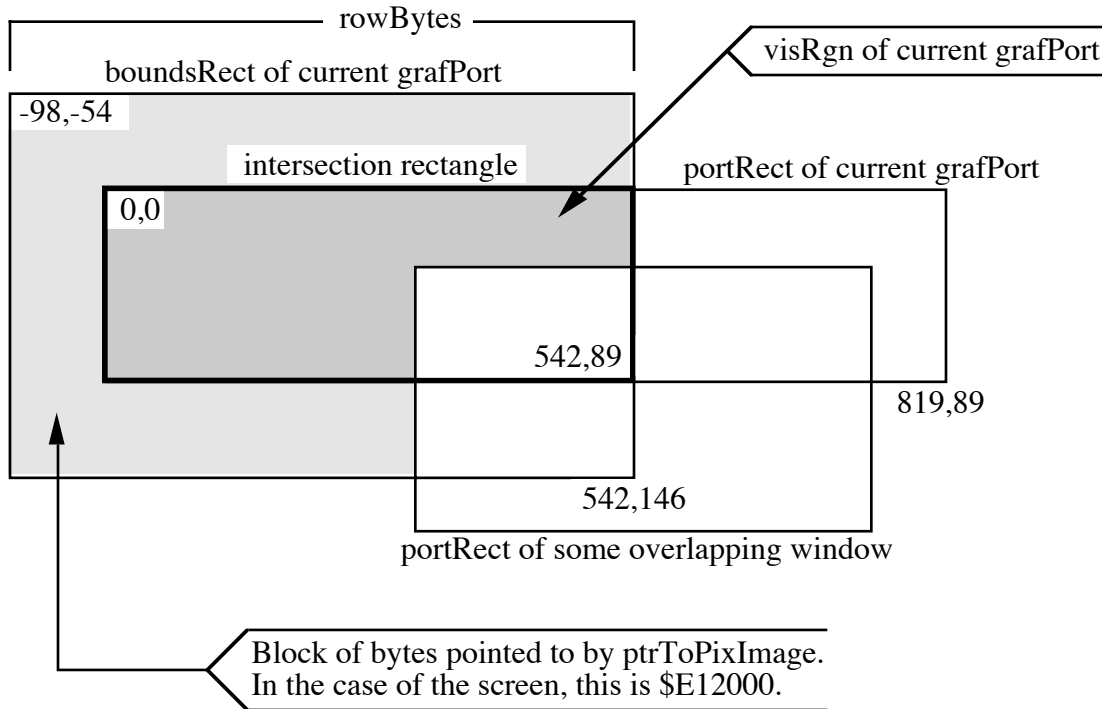 rowBytes
visRgn of current grafPort
boundsRect of current grafPort
-98,-54
intersection rectangle
portRect of current grafPort
0,0
542,89
819,89
542,146
portRect of some overlapping window
Block of bytes pointed to by ptrToPixImage.
In the case of the screen, this is $E12000.